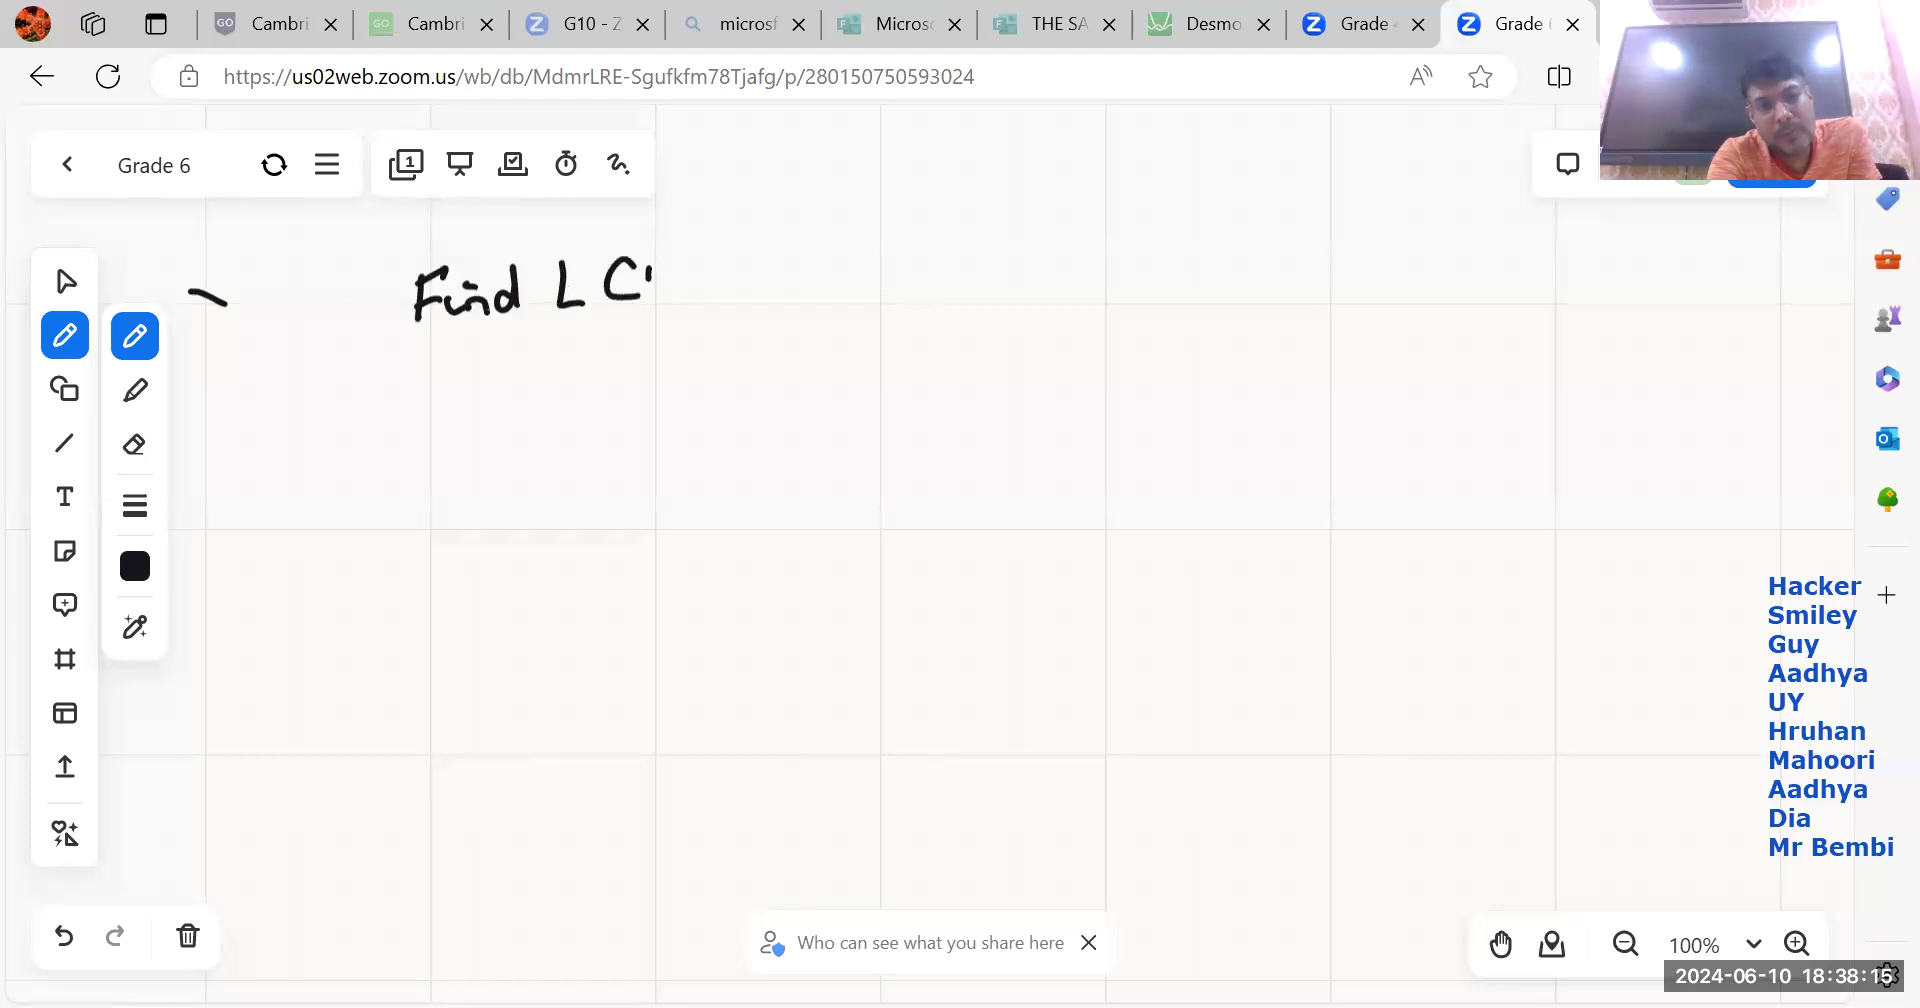 Cambri
Cambri
G10 - Z
microsf
Microso
THE SA
Desmo
Grade
Grade
https://us02web.zoom.us/wb/db/MdmrLRE-Sgufkfm78Tjafg/p/280150750593024
Grade 6
1
Find L C
T
Hacker
Smiley
Guy
Aadhya
UY
Hruhan
Mahoori
Aadhya
Dia
Mr Bembi
Who can see what you share here
100%
2024-06-10 18:38:15